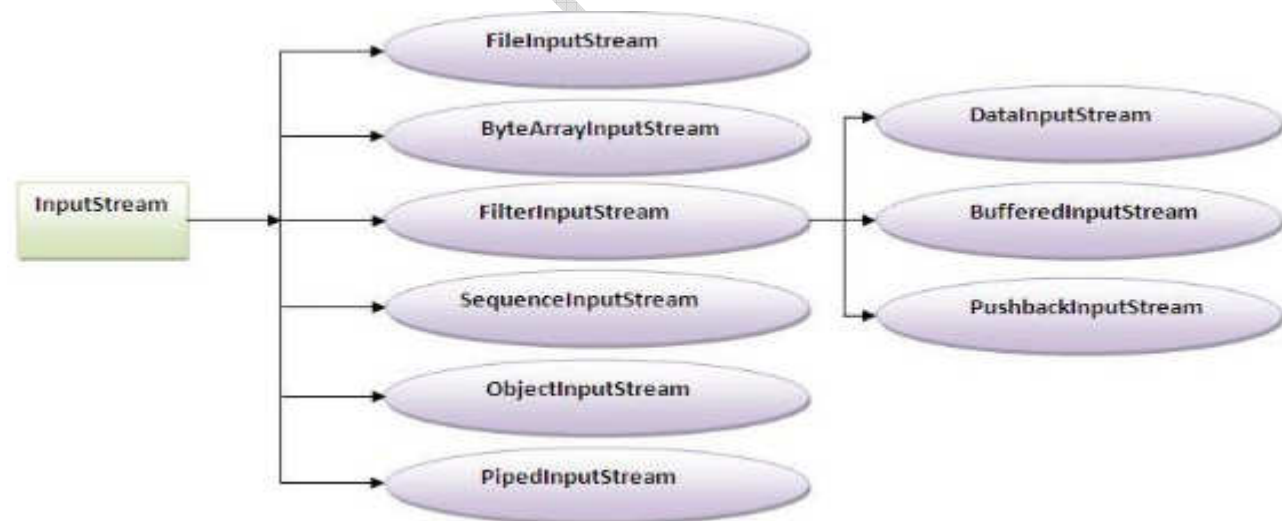 FileInputStream
ByteArrayInputStream
DataInputStream
InputStream
FilterInputStream
BufferedInputStream
SequenceInputStream
PushbackInputStream
ObjectInputStream
PipedInputStream